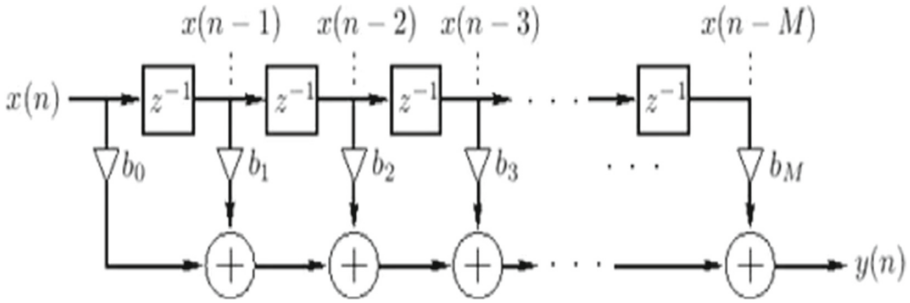 x(n − 1) x(n − 2) x(n − 3) x(n − M)
x(n) z⁻¹ z⁻¹ z⁻¹ · · · z⁻¹
b₀ b₁ b₂ b₃ · · · b_M
+ + + · · · + y(n)